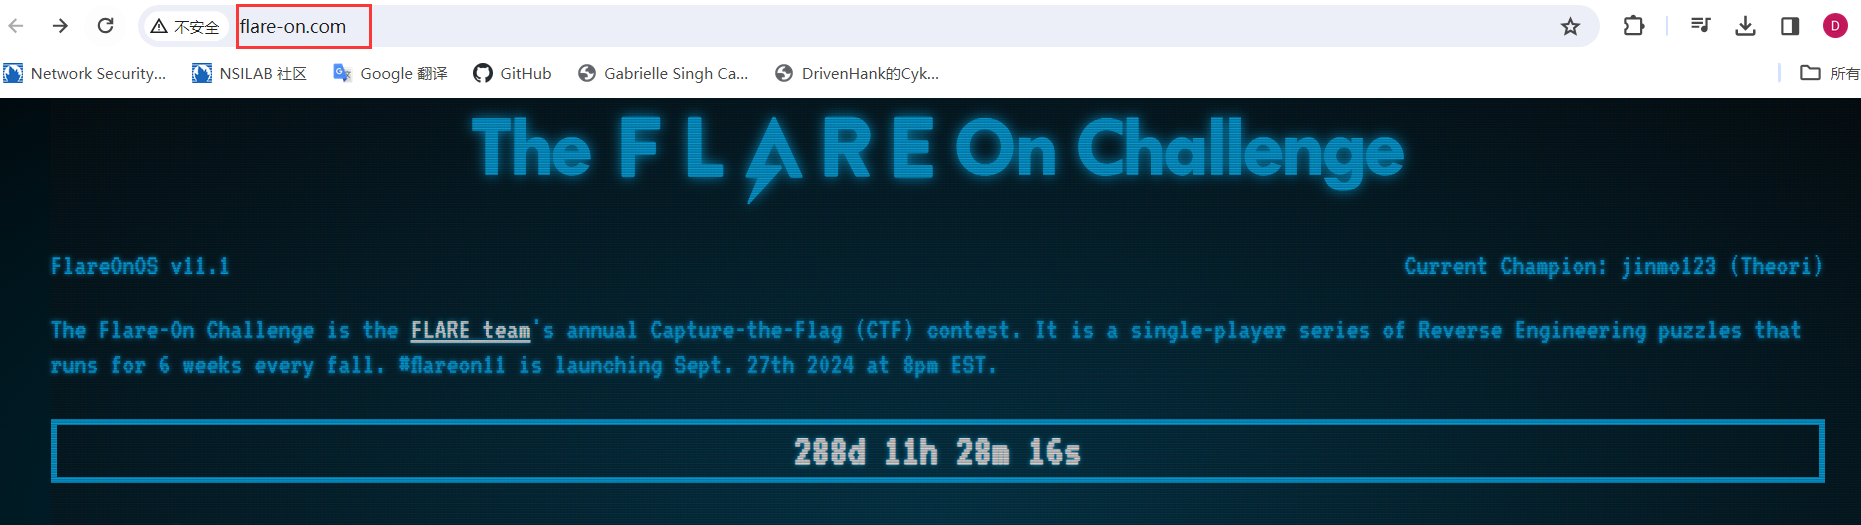 不安全 flare-on.com D
Network Security... NSILAB 社区 Google 翻译 GitHub Gabrielle Singh Ca... DrivenHank的Cyk... 所有
The FLARE On Challenge
FlareOnOS v11.1 Current Champion: jinmo123 (Theori)
The Flare-On Challenge is the FLARE team's annual Capture-the-Flag (CTF) contest. It is a single-player series of Reverse Engineering puzzles that
runs for 6 weeks every fall. #flareon11 is launching Sept. 27th 2024 at 8pm EST.
288d 11h 28m 16s